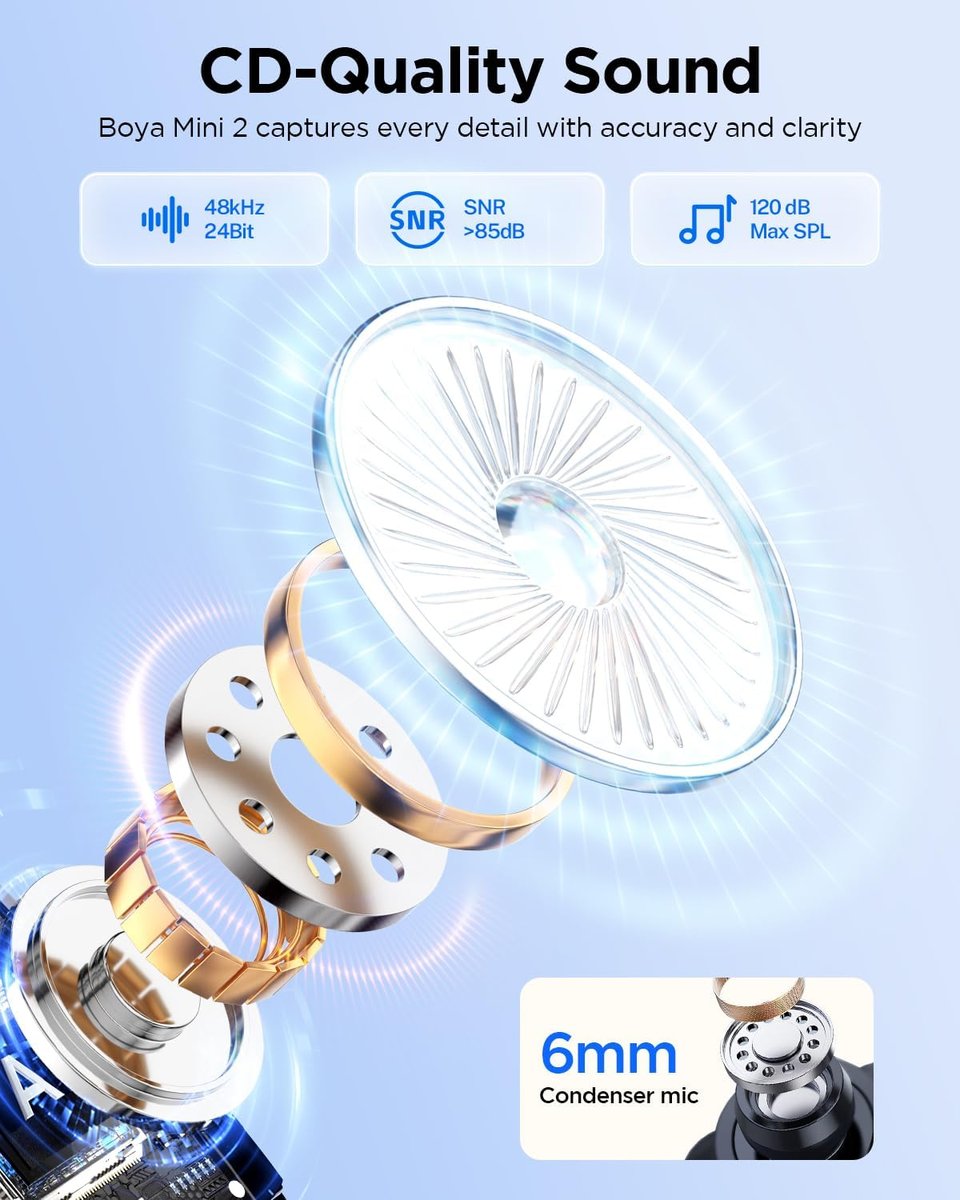 CD-Quality Sound
Boya Mini 2 captures every detail with accuracy and clarity
48kHz
24Bit
SNR
SNR
>85dB
120 dB
Max SPL
6mm
Condenser mic
A